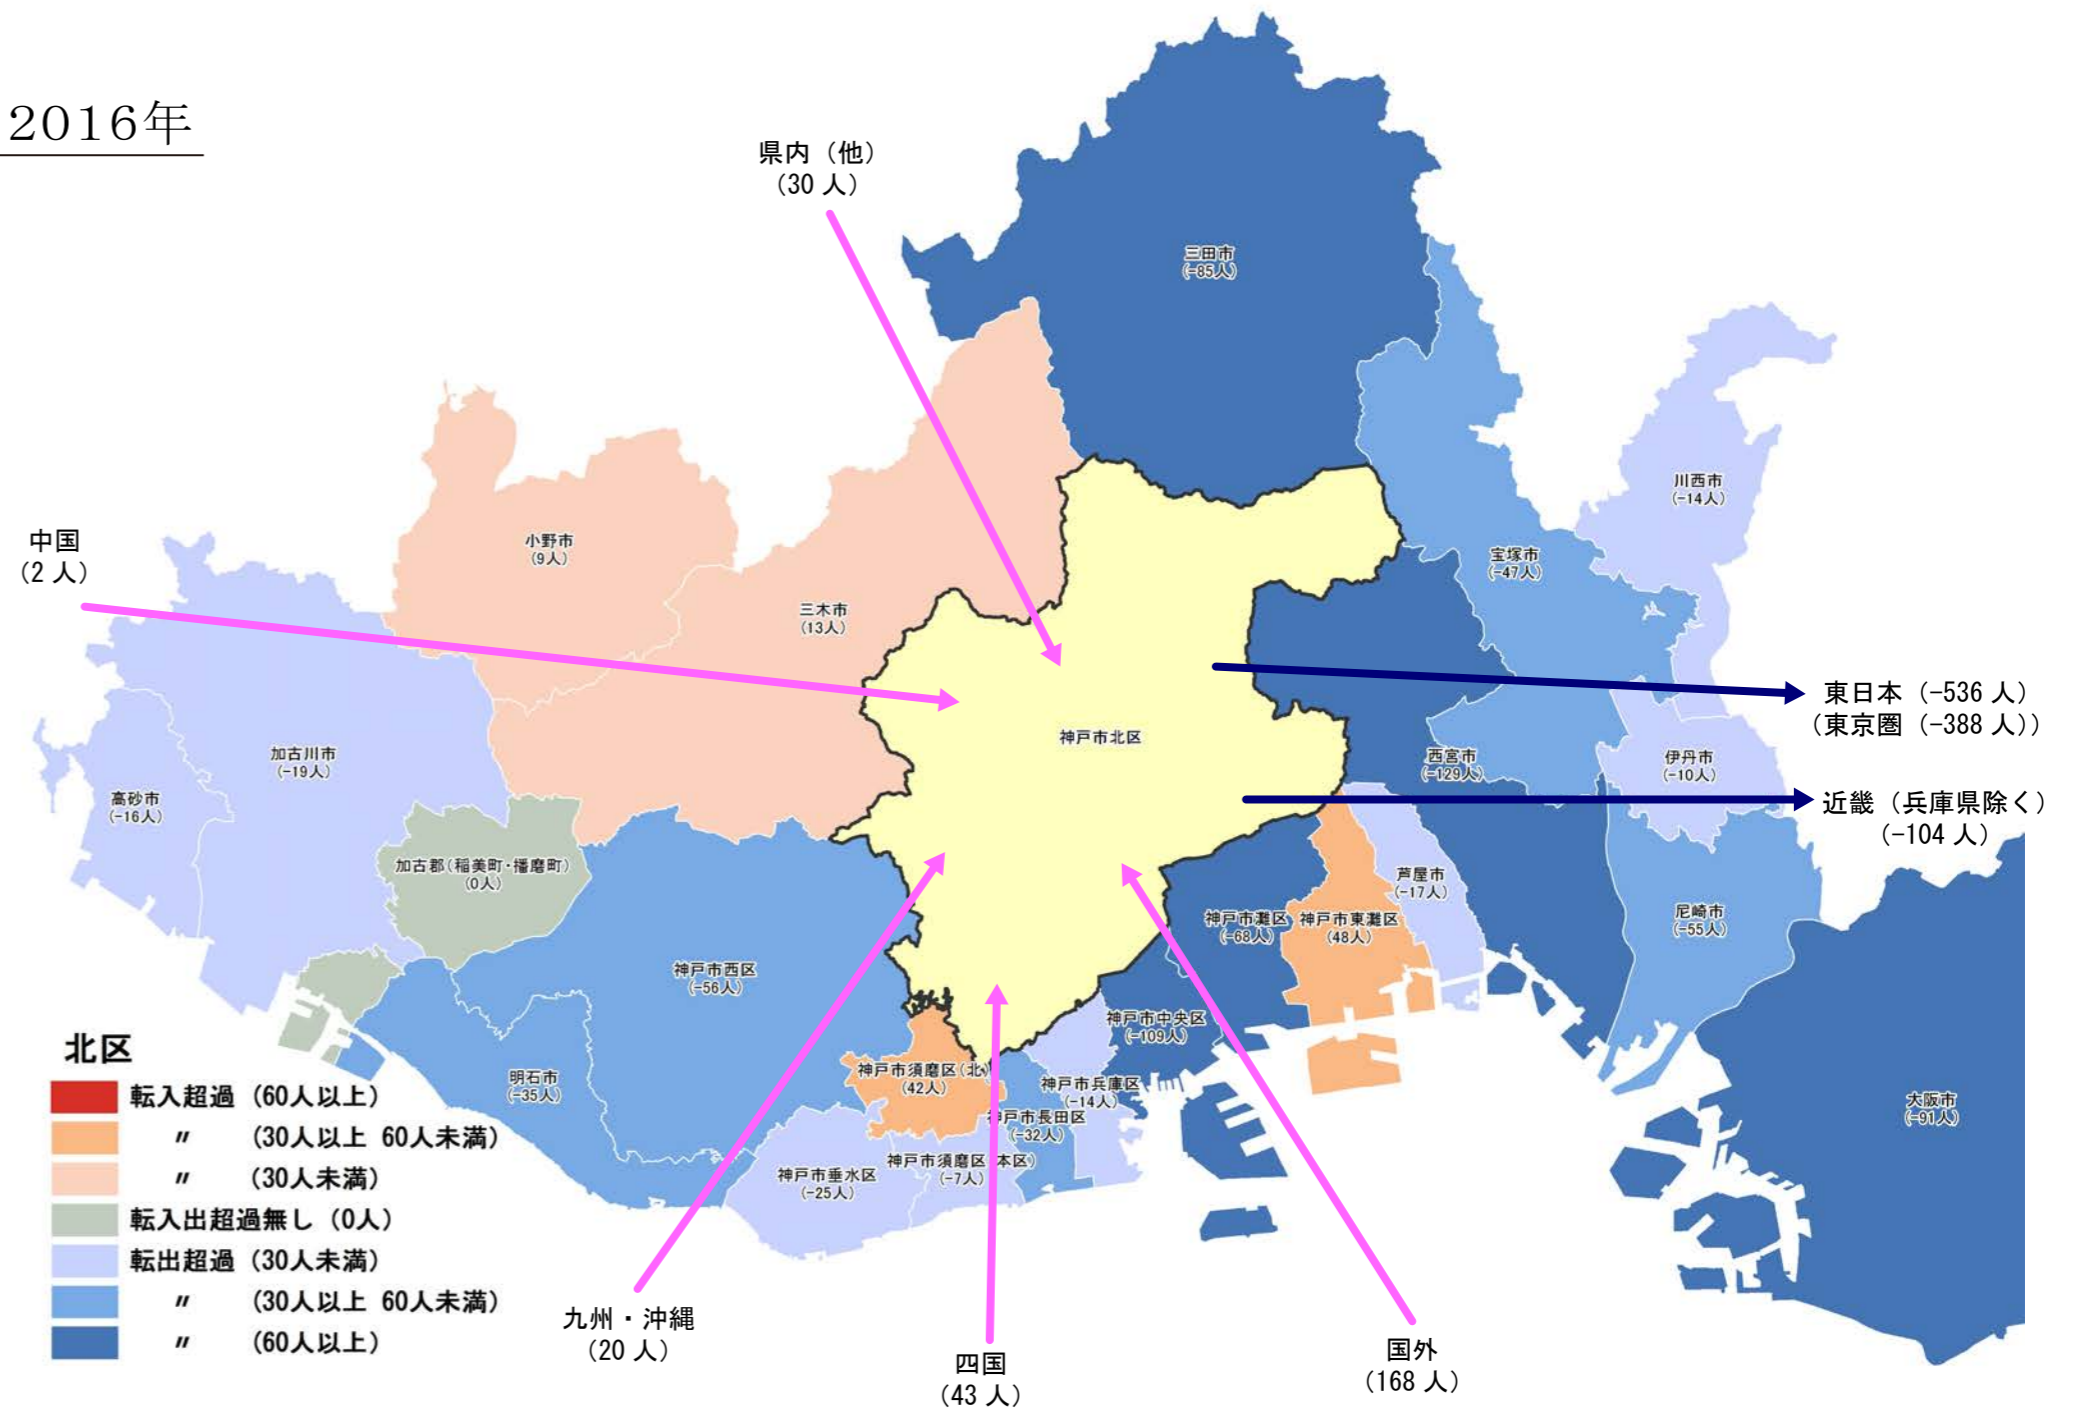 2016年
県内（他）
（30 人）
三田市
(-85人)
川西市
(-14人)
中国
（2 人）
小野市
(9人)
宝塚市
(-47人)
三木市
(13人)
東日本（-536 人）
（東京圏（-388 人））
神戸市北区
加古川市
(-19人)
西宮市
(-129人)
伊丹市
(-10人)
高砂市
(-16人)
近畿（兵庫県除く）
（-104 人）
加古郡(稲美町・播磨町)
(0人)
芦屋市
(-17人)
神戸市灘区
(-68人)
神戸市東灘区
(48人)
尼崎市
(-55人)
神戸市西区
(-56人)
神戸市中央区
(-109人)
明石市
(-35人)
神戸市須磨区(北)
(42人)
神戸市兵庫区
(-14人)
大阪市
(-91人)
神戸市長田区
(-32人)
神戸市垂水区
(-25人)
神戸市須磨区(本区)
(-7人)
北区
転入超過（60人以上）
〃 （30人以上 60人未満）
〃 （30人未満）
転入出超過無し（0人）
転出超過（30人未満）
〃 （30人以上 60人未満）
〃 （60人以上）
九州・沖縄
（20 人）
四国
（43 人）
国外
（168 人）